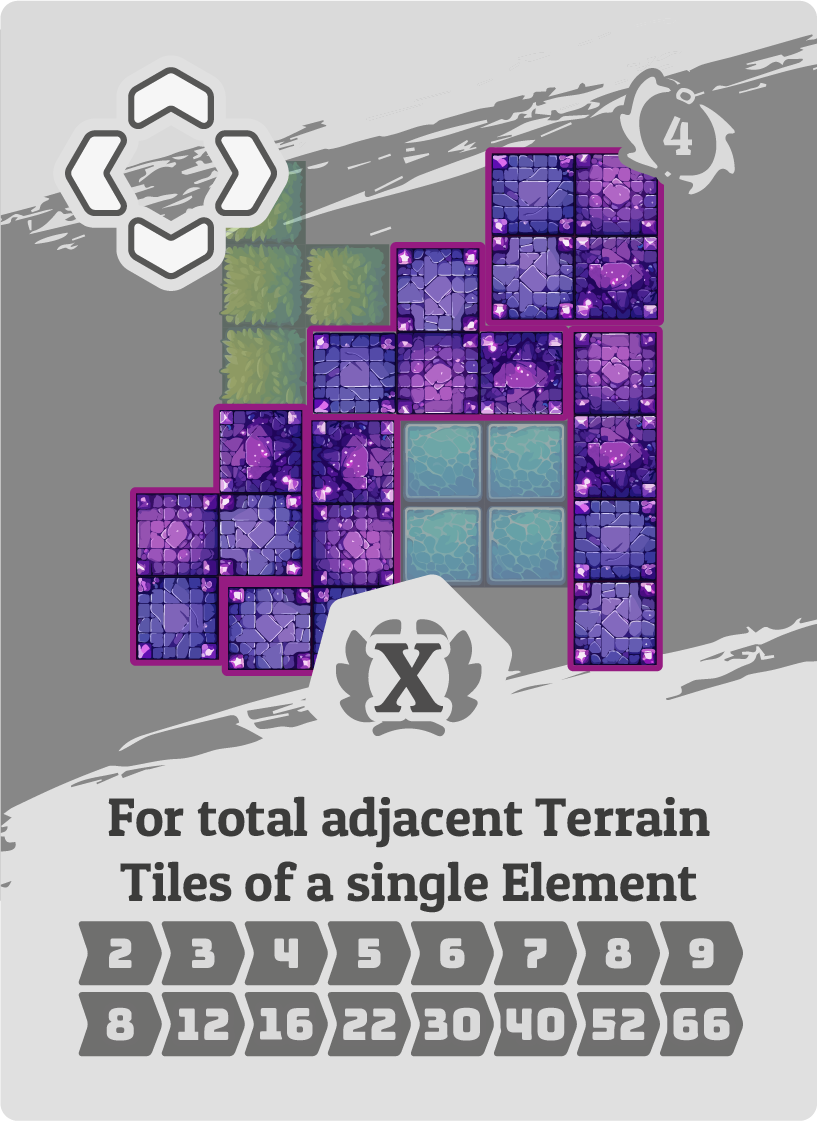 4
X
For total adjacent Terrain
Tiles of a single Element
2 3 4 5 6 7 8 9
8 12 16 22 30 40 52 66